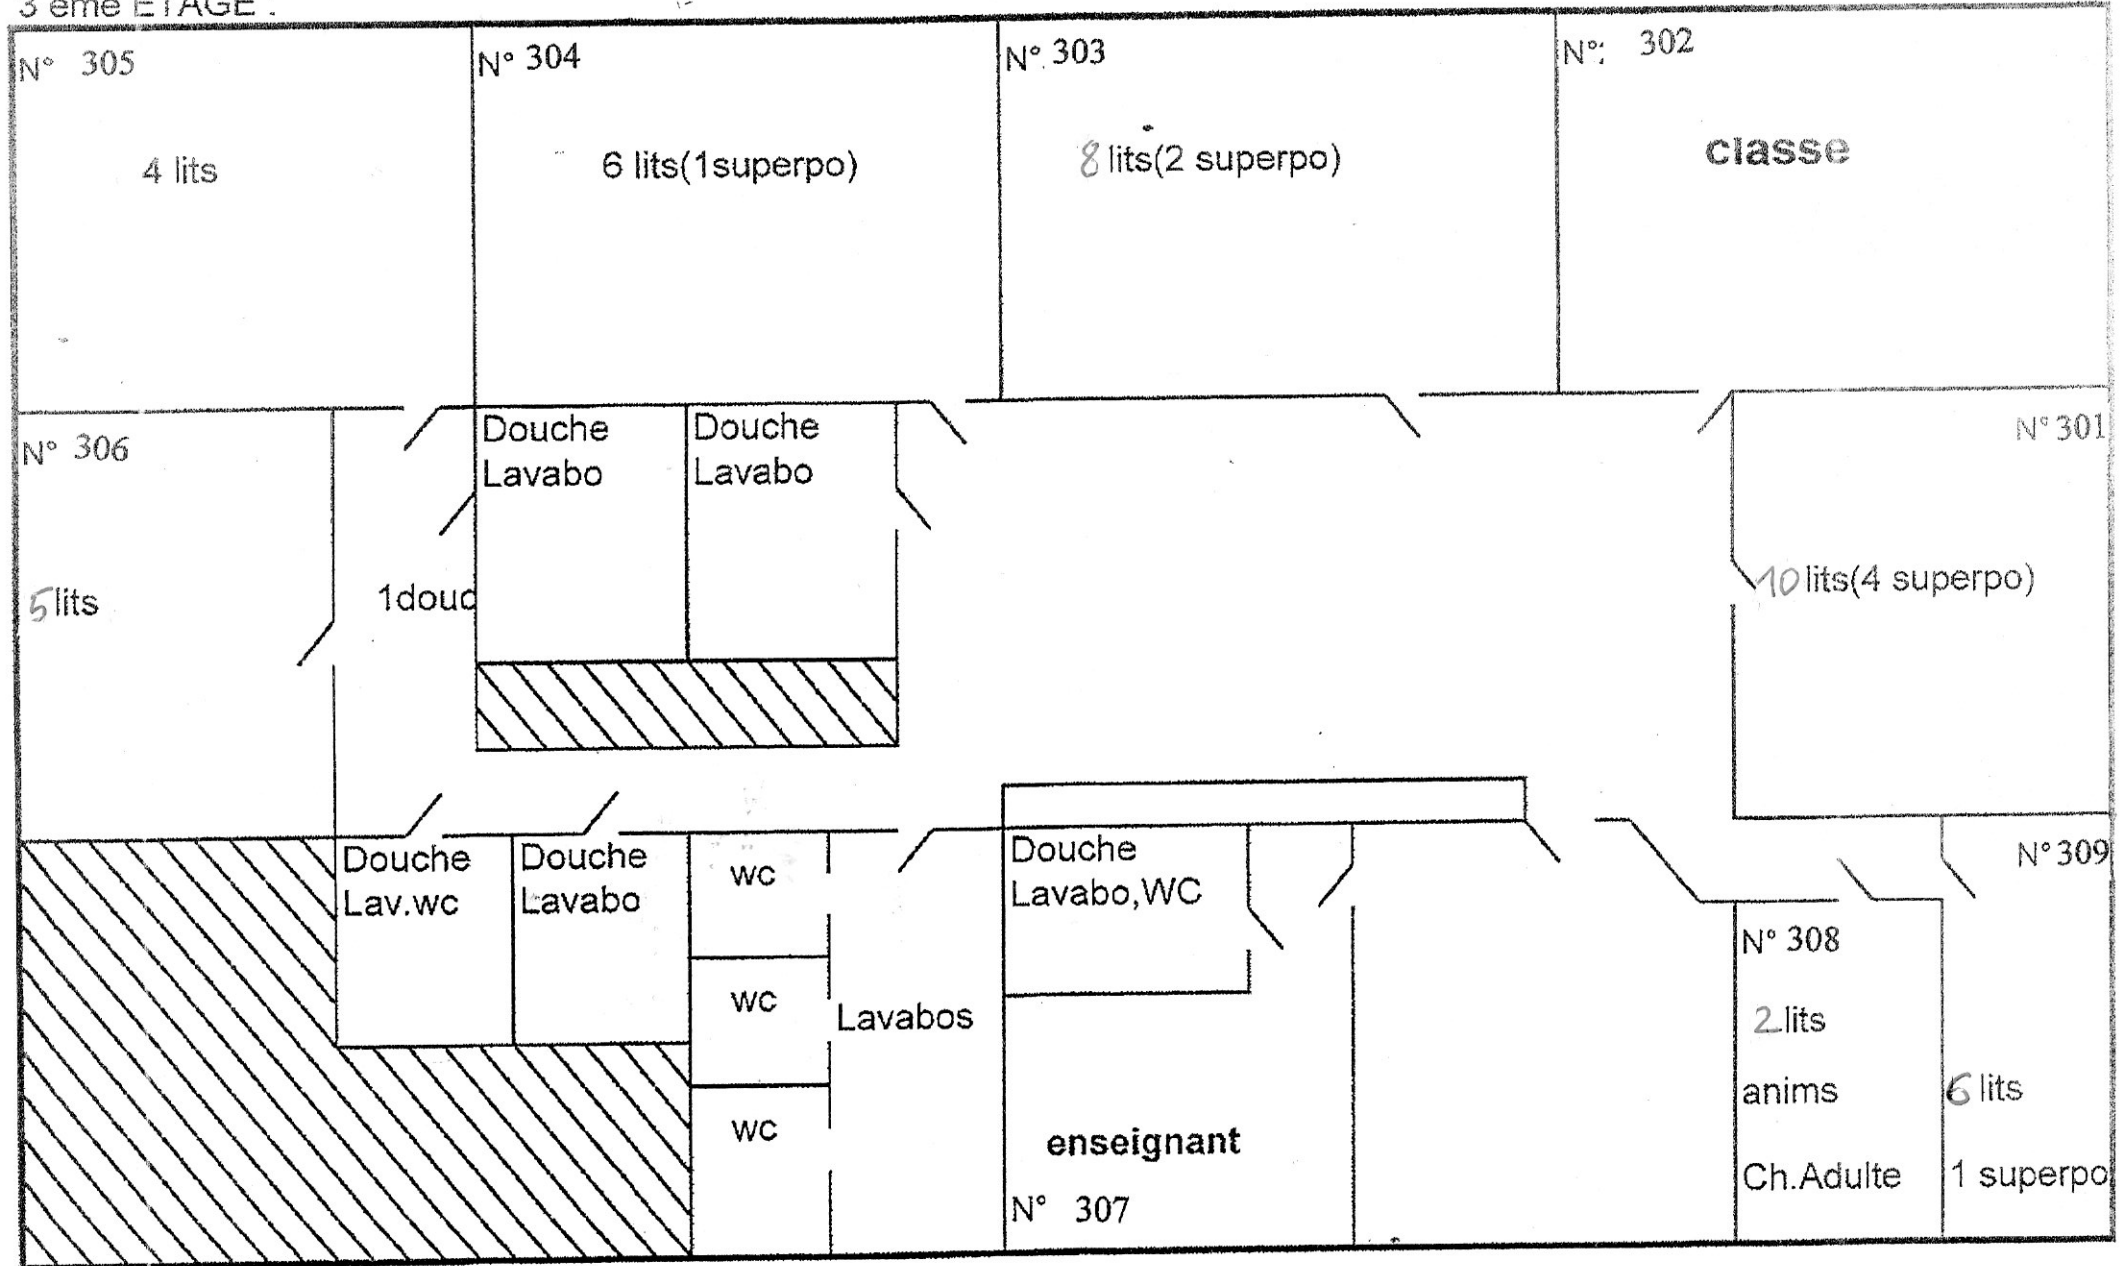 3 ème ETAGE :
N° 305
N° 304
N° 303
N°: 302
4 lits
6 lits(1superpo)
8 lits(2 superpo)
classe
N° 306
Douche
Lavabo
Douche
Lavabo
N° 301
5 lits
1douc
10 lits(4 superpo)
Douche
Lav.wc
Douche
Lavabo
wc
wc
wc
Lavabos
Douche
Lavabo,WC
enseignant
N° 307
N° 308
2 lits
anims
Ch.Adulte
N° 309
6 lits
1 superpo